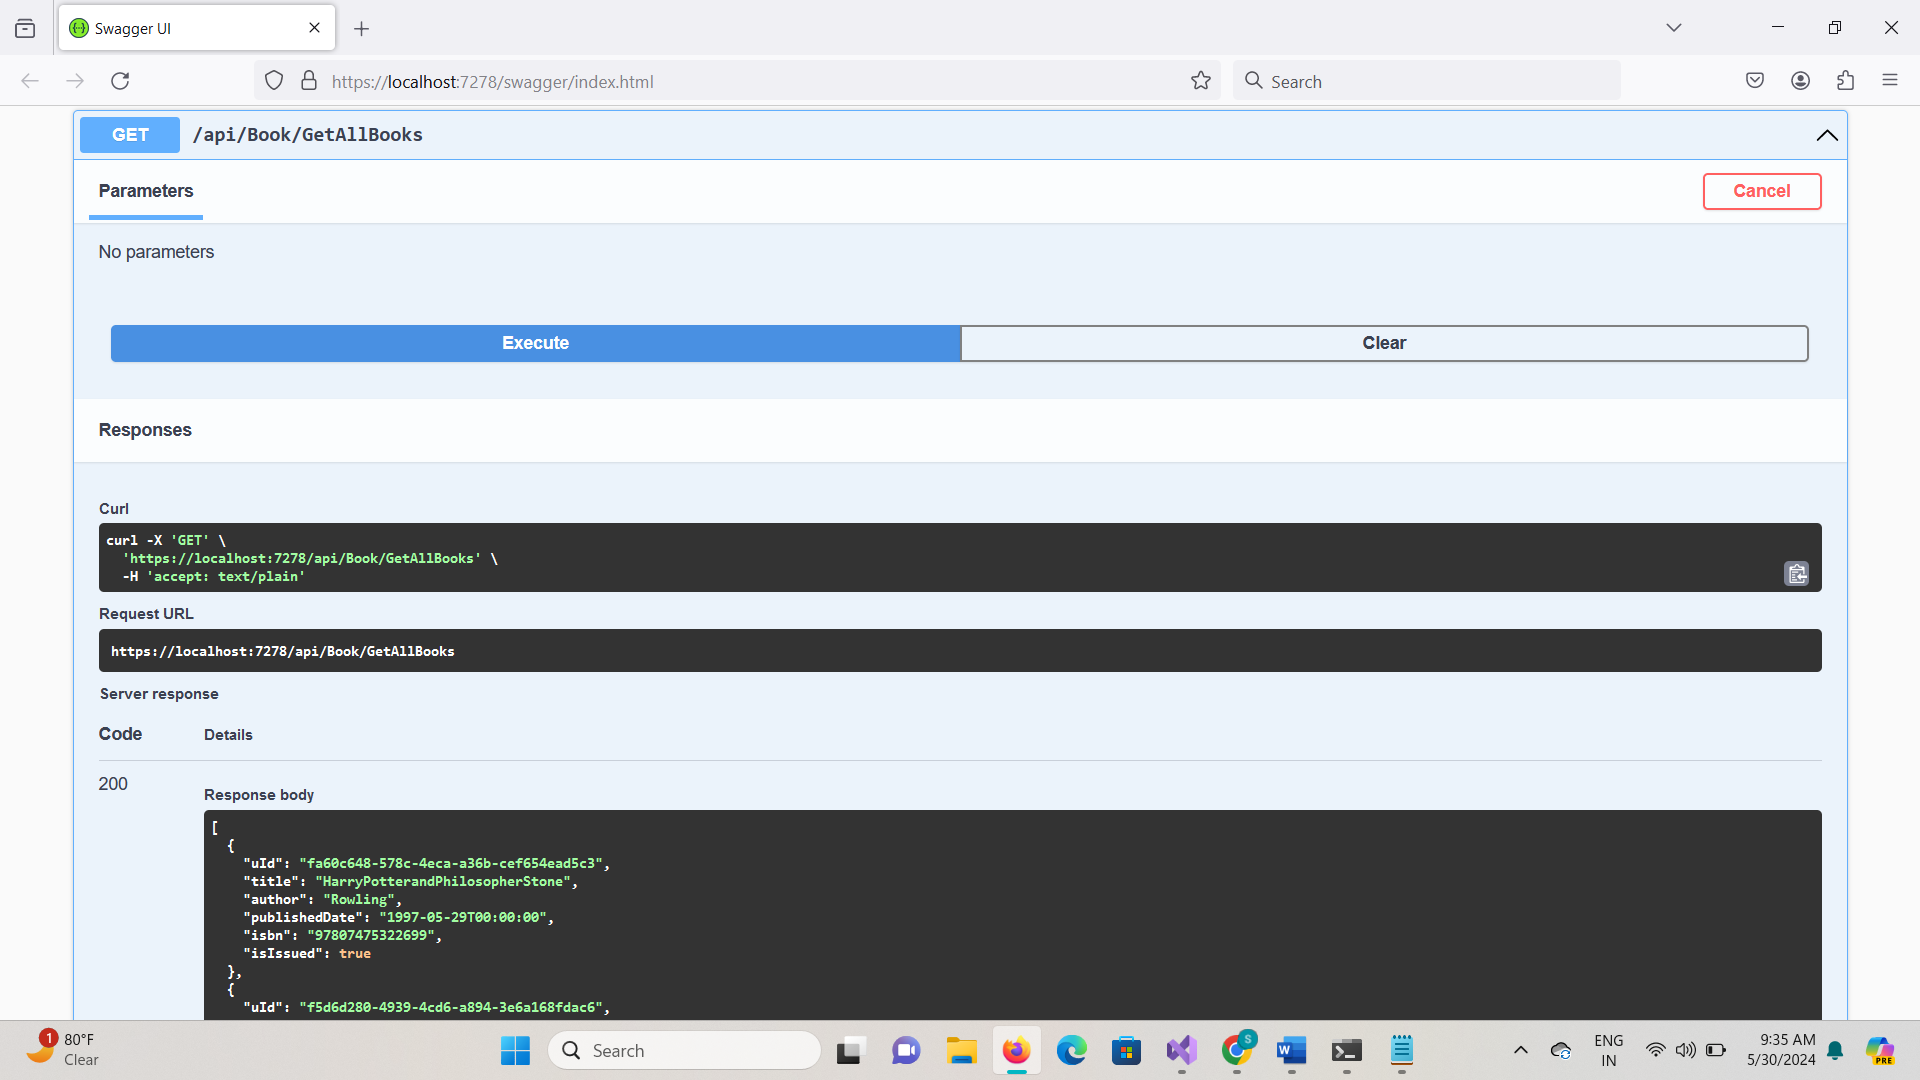 Swagger UI
https://localhost:7278/swagger/index.html
Search
GET /api/Book/GetAllBooks
Parameters
Cancel
No parameters
Execute
Clear
Responses
Curl
curl -X 'GET' \
'https://localhost:7278/api/Book/GetAllBooks' \
-H 'accept: text/plain'
Request URL
https://localhost:7278/api/Book/GetAllBooks
Server response
Code Details
200
Response body
[
{
"uId": "fa60c648-578c-4eca-a36b-cef654ead5c3",
"title": "HarryPotterandPhilosopherStone",
"author": "Rowling",
"publishedDate": "1997-05-29T00:00:00",
"isbn": "97807475322699",
"isIssued": true
},
{
"uId": "f5d6d280-4939-4cd6-a894-3e6a168fdac6",
1
80°F
Clear
Search
S
W
ENG
IN
9:35 AM
5/30/2024
PRE